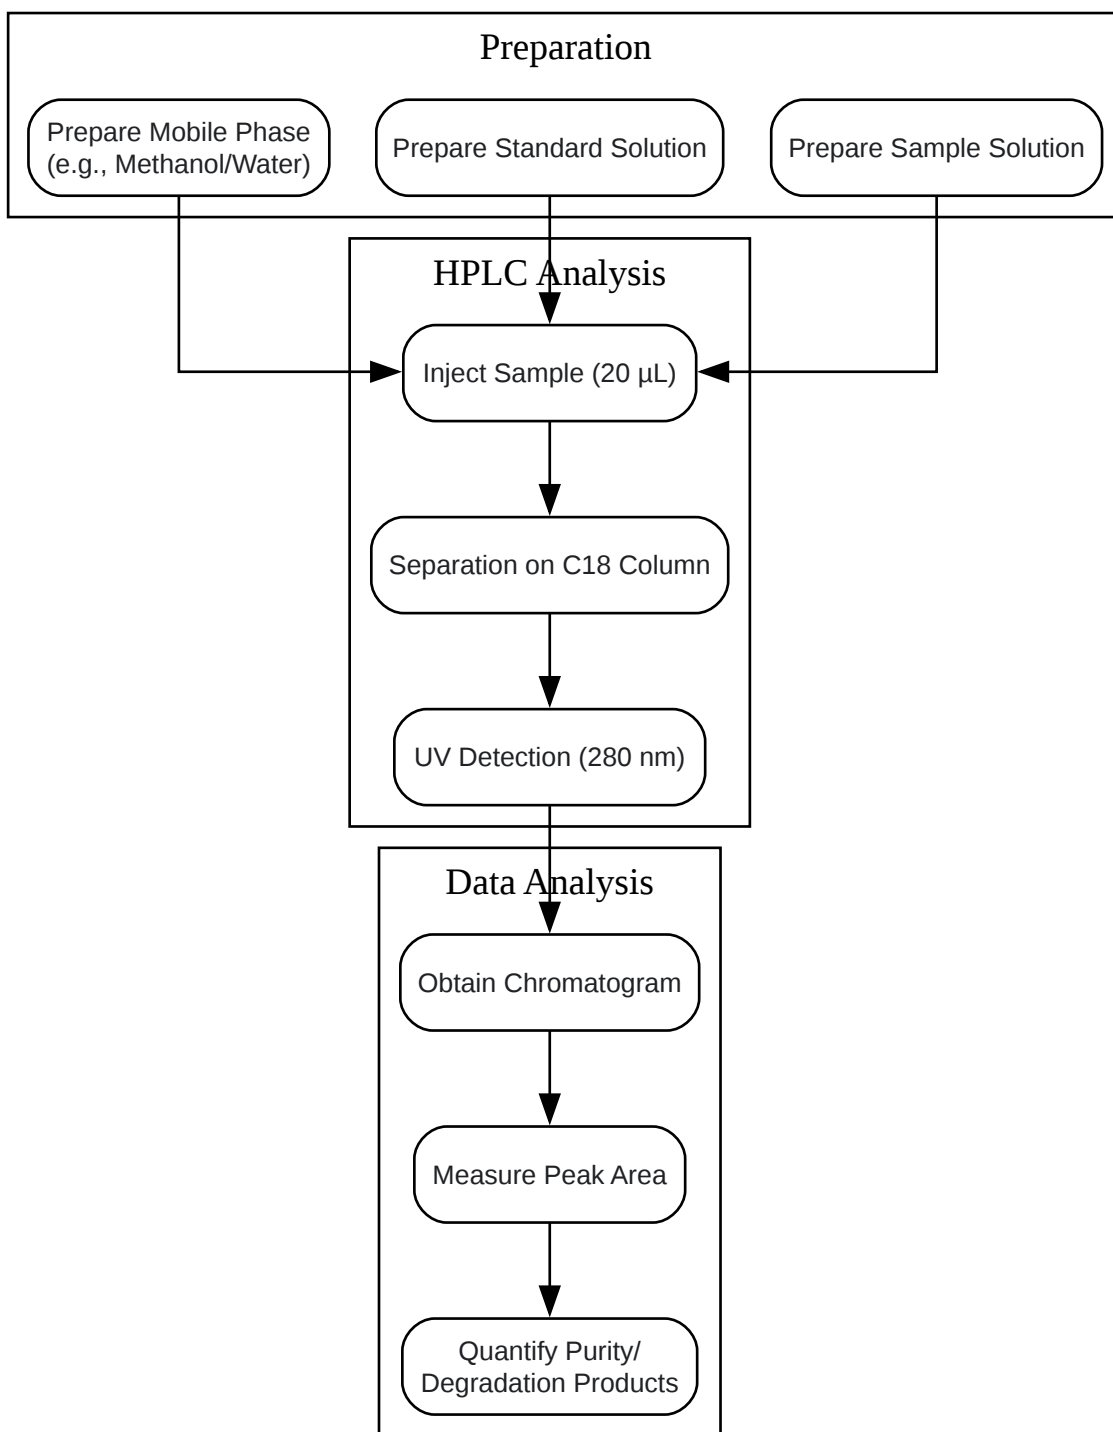 Preparation
Prepare Mobile Phase
(e.g., Methanol/Water)
Prepare Standard Solution
Prepare Sample Solution
HPLC Analysis
Inject Sample (20 µL)
Separation on C18 Column
UV Detection (280 nm)
Data Analysis
Obtain Chromatogram
Measure Peak Area
Quantify Purity/
Degradation Products